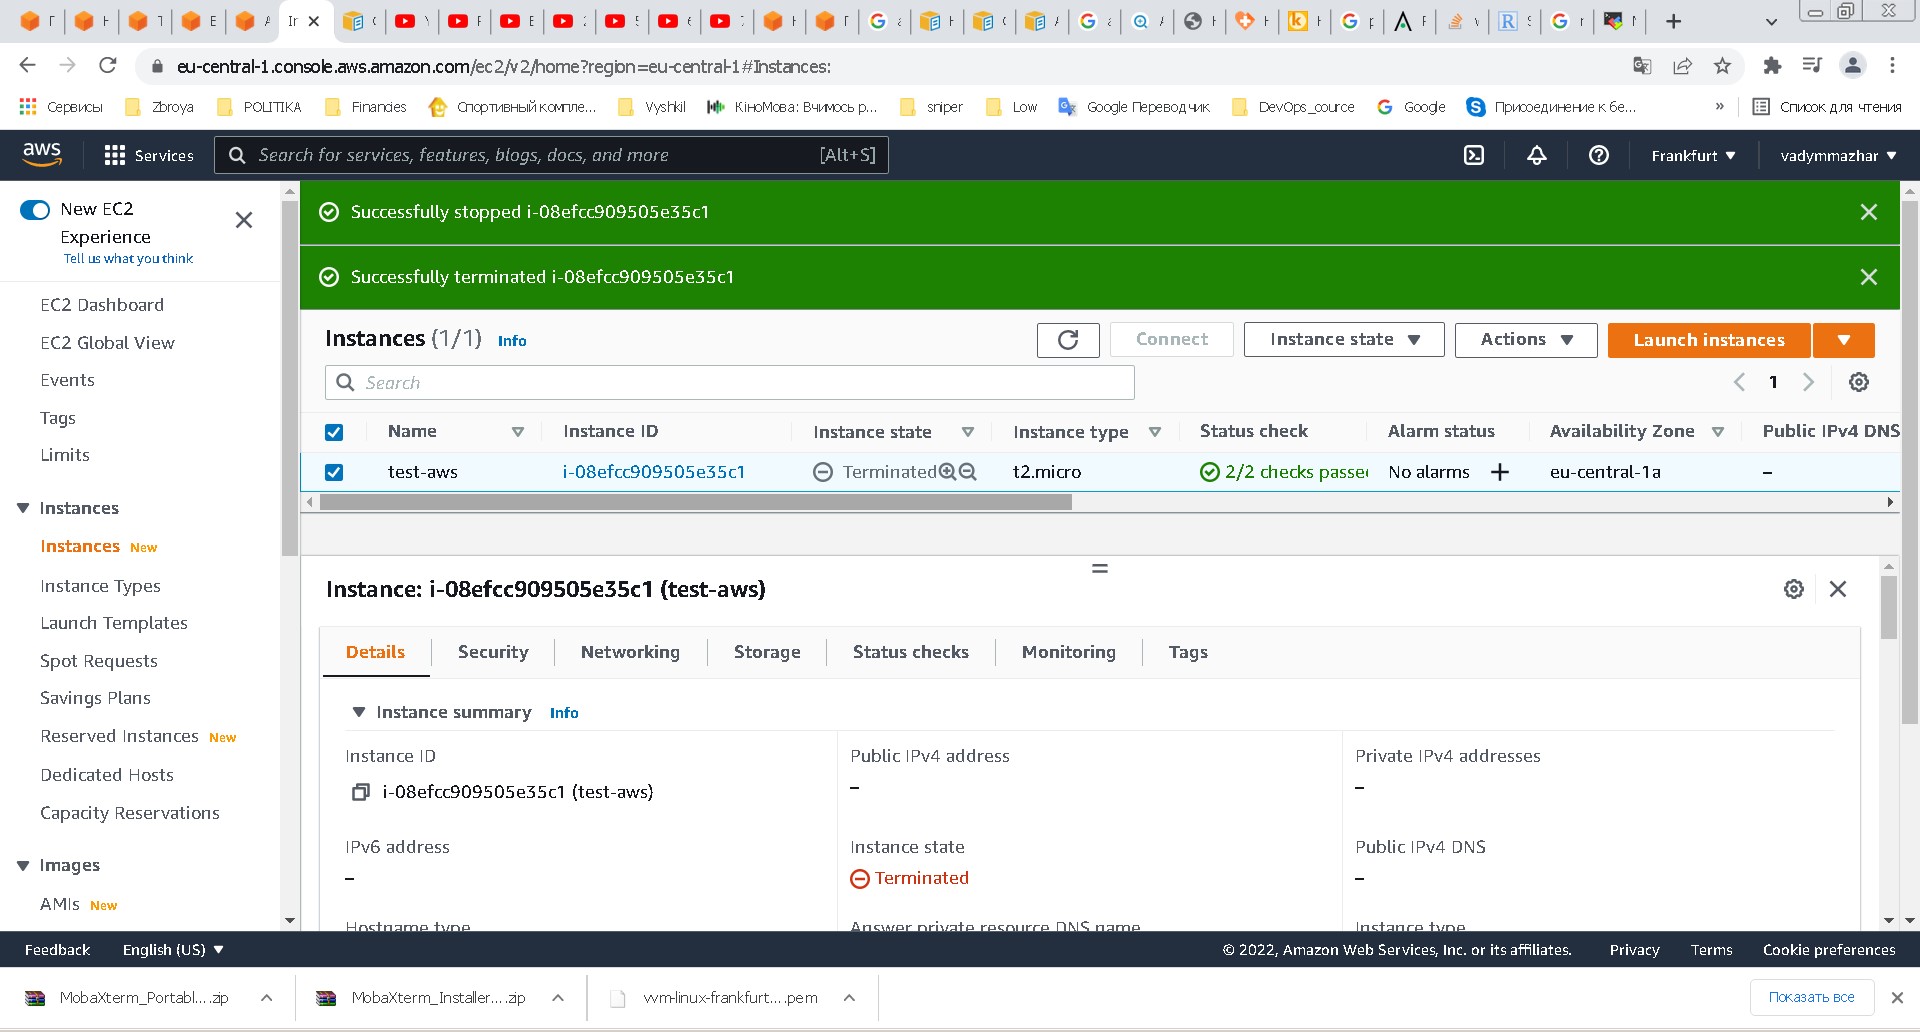 eu-central-1.console.aws.amazon.com/ec2/v2/home?region=eu-central-1#Instances:
Сервисы Zbroya POLITIKA Financies Спортивный компле... Vyshkil КіноМова: Вчимось р... sniper Low Google Переводчик DevOps_cource Google Присоединение к бе... » Список для чтения
aws Services Search for services, features, blogs, docs, and more [Alt+S] Frankfurt ▼ vadymmazhar ▼
New EC2
Experience
Tell us what you think
EC2 Dashboard
EC2 Global View
Events
Tags
Limits
Instances
Instances New
Instance Types
Launch Templates
Spot Requests
Savings Plans
Reserved Instances New
Dedicated Hosts
Capacity Reservations
Images
AMIs New
Successfully stopped i-08efcc909505e35c1
Successfully terminated i-08efcc909505e35c1
Instances (1/1) Info Connect Instance state ▼ Actions ▼ Launch instances ▼
Search 1
Name Instance ID Instance state Instance type Status check Alarm status Availability Zone Public IPv4 DNS
test-aws i-08efcc909505e35c1 Terminated t2.micro 2/2 checks passed No alarms + eu-central-1a –
Instance: i-08efcc909505e35c1 (test-aws)
Details Security Networking Storage Status checks Monitoring Tags
Instance summary Info
Instance ID Public IPv4 address Private IPv4 addresses
i-08efcc909505e35c1 (test-aws) – –
IPv6 address Instance state Public IPv4 DNS
– Terminated –
Hostname type Answer private resource DNS name Instance type
Feedback English (US) ▼ © 2022, Amazon Web Services, Inc. or its affiliates. Privacy Terms Cookie preferences
MobaXterm_Portabl....zip MobaXterm_Installer....zip vvm-linux-frankfurt....pem Показать все